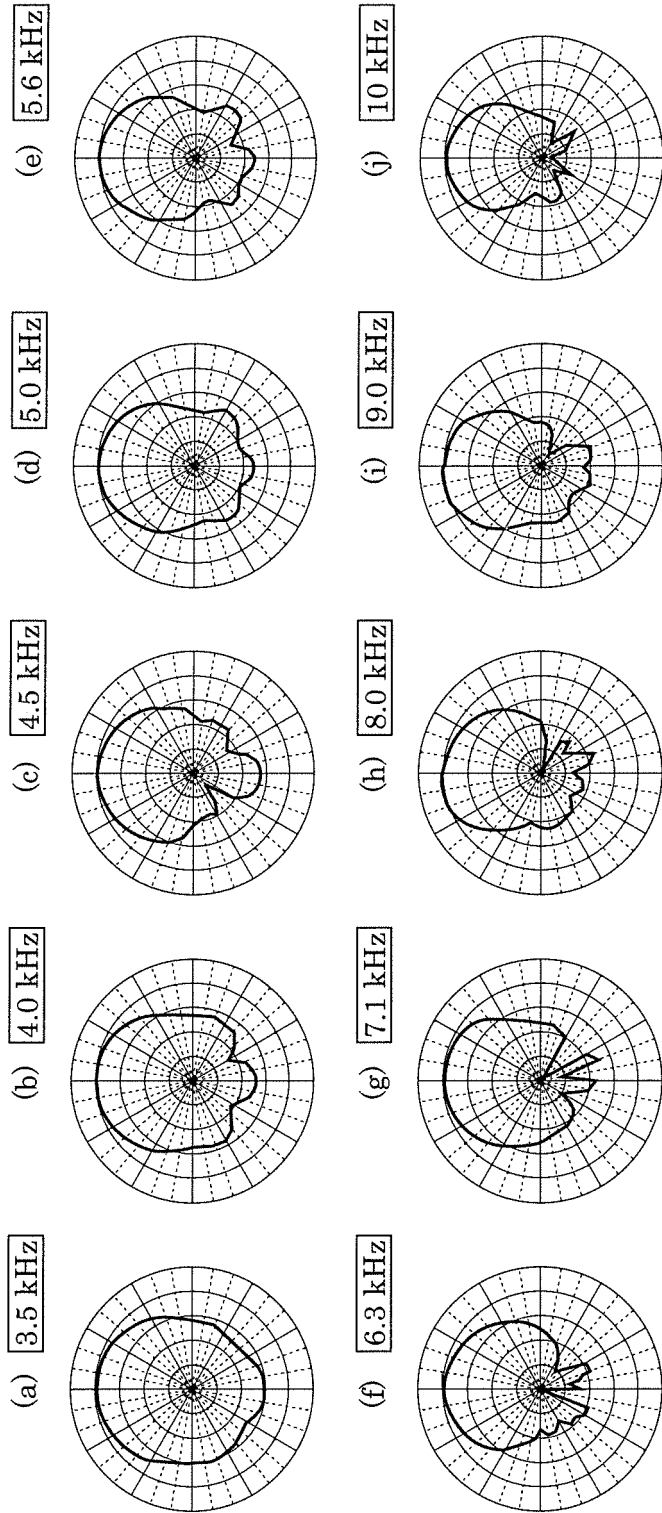 (a) 3.5 kHz
(b) 4.0 kHz
(c) 4.5 kHz
(d) 5.0 kHz
(e) 5.6 kHz
(f) 6.3 kHz
(g) 7.1 kHz
(h) 8.0 kHz
(i) 9.0 kHz
(j) 10 kHz